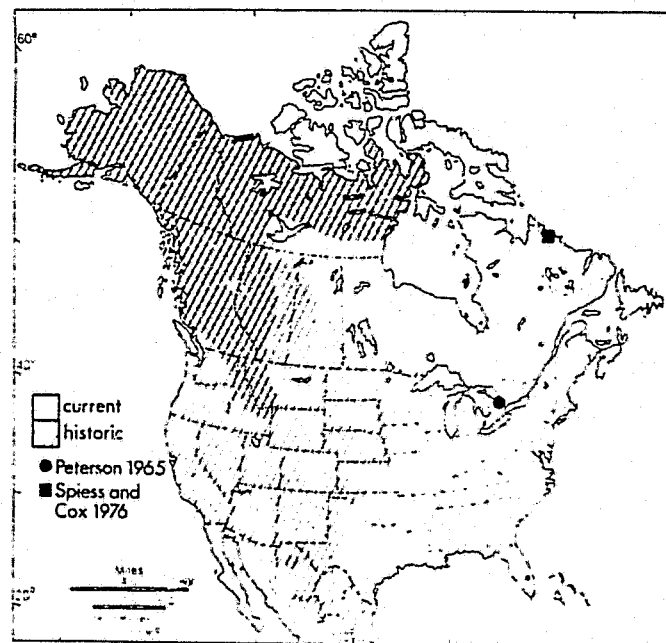 60°
40°
current
historic
Peterson 1965
Spiess and
Cox 1976
Miles